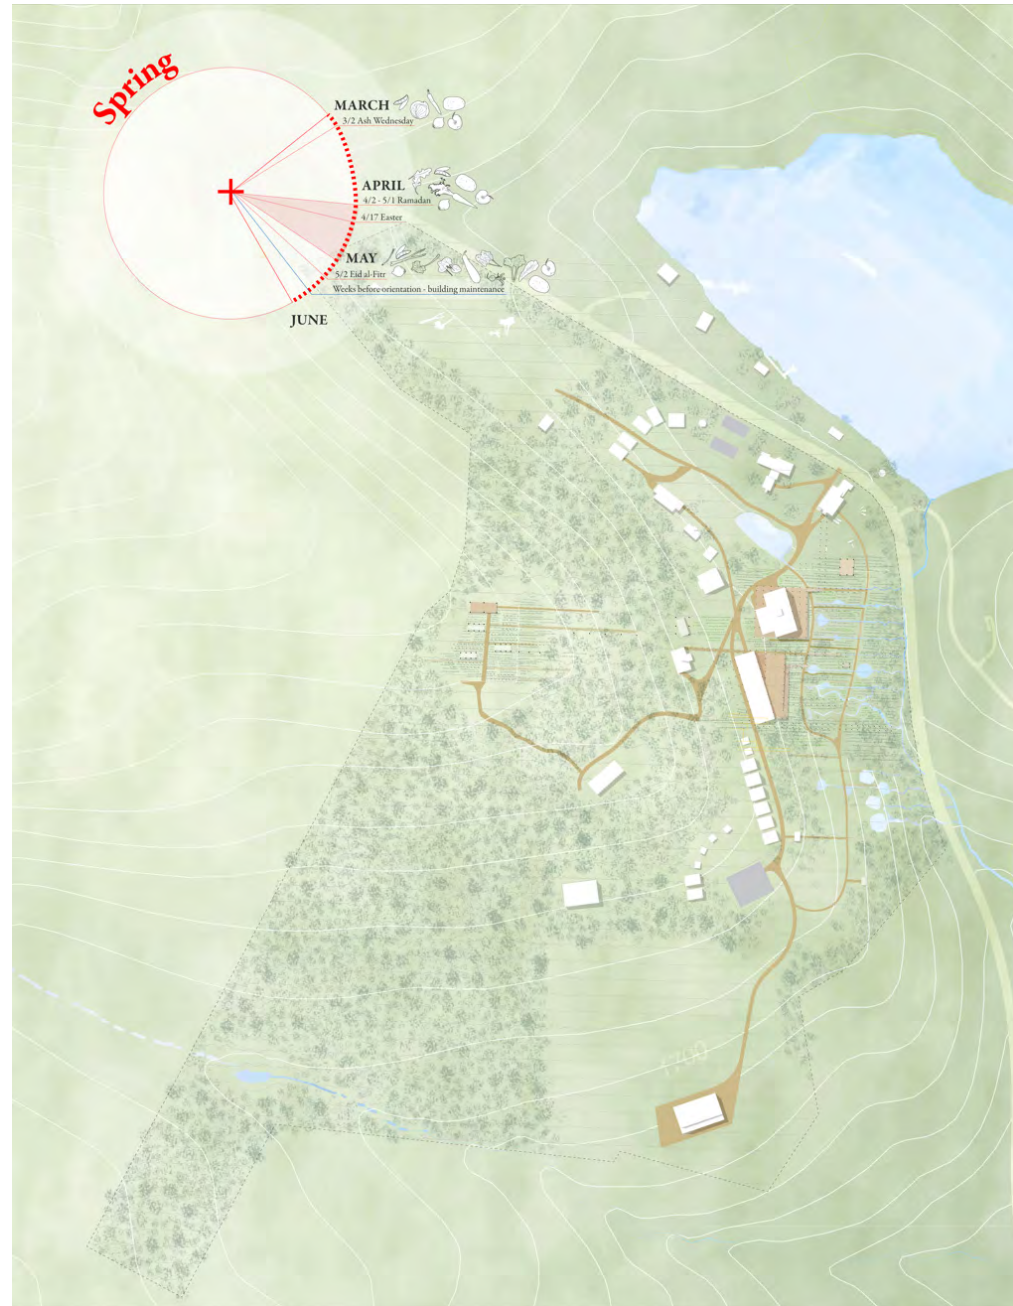 Spring
MARCH
3/2 Ash Wednesday
APRIL
4/2 - 5/1 Ramadan
4/17 Easter
MAY
5/2 Eid al-Fitr
Weeks before orientation - building maintenance
JUNE